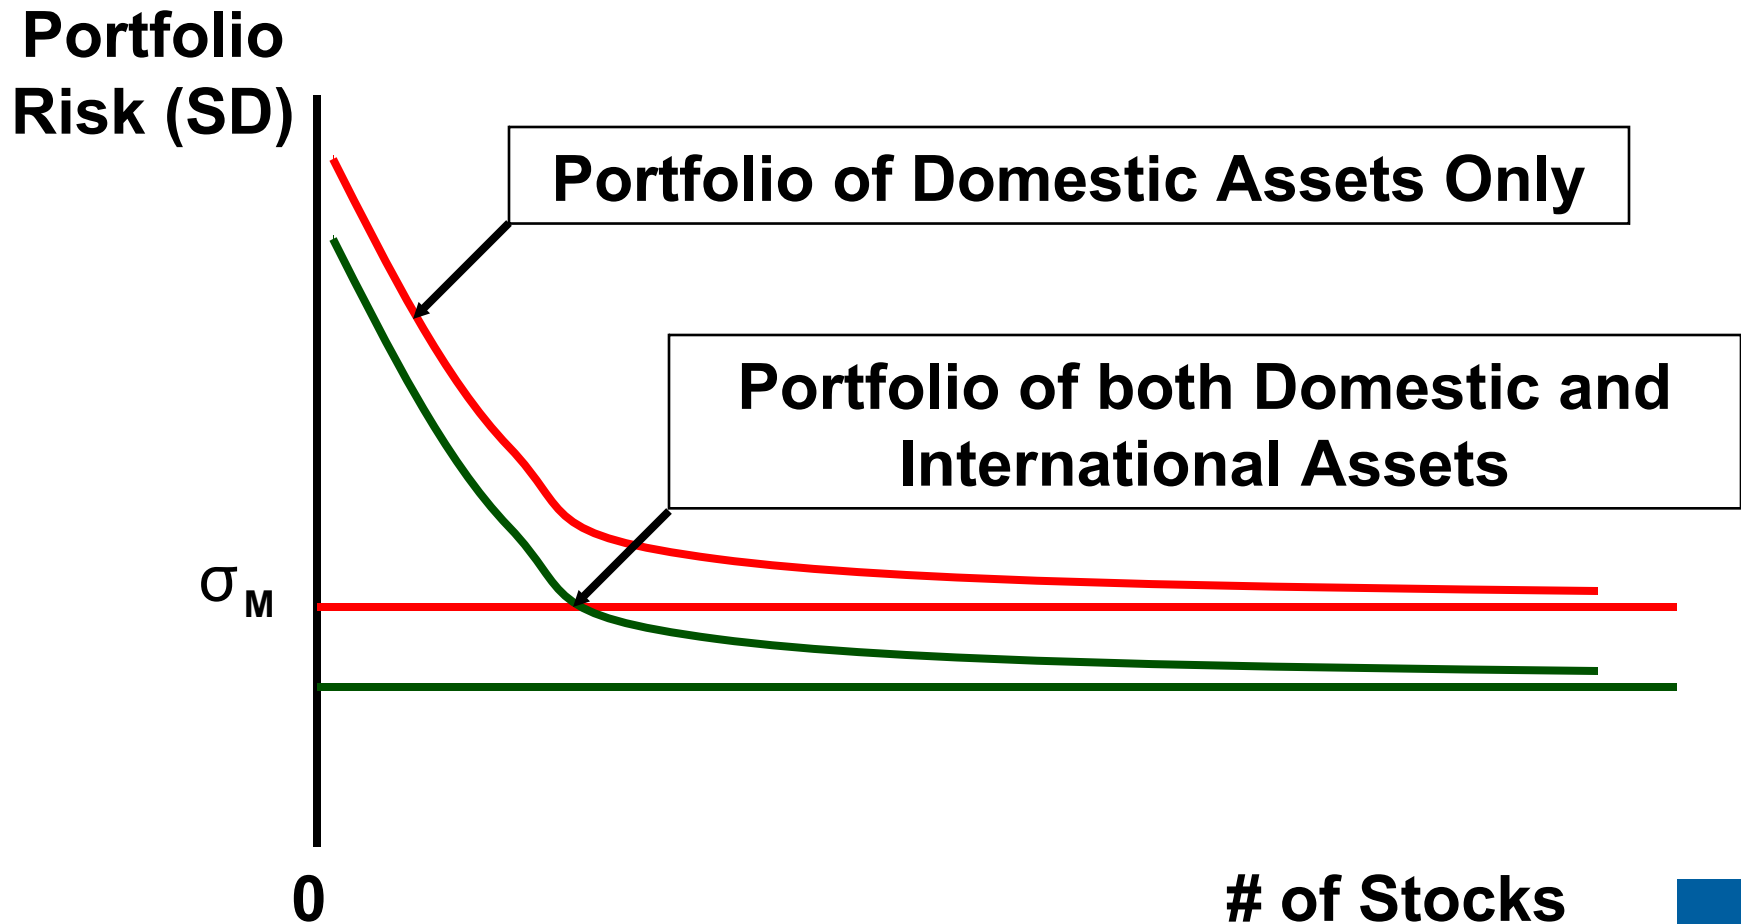 Portfolio
Risk (SD)
Portfolio of Domestic Assets Only
Portfolio of both Domestic and
International Assets
σM
0
# of Stocks